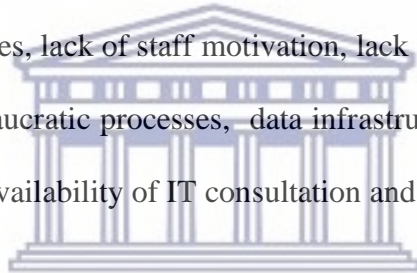 es, lack of staff motivation, lack
aucratic processes, data infrastru
vailability of IT consultation and